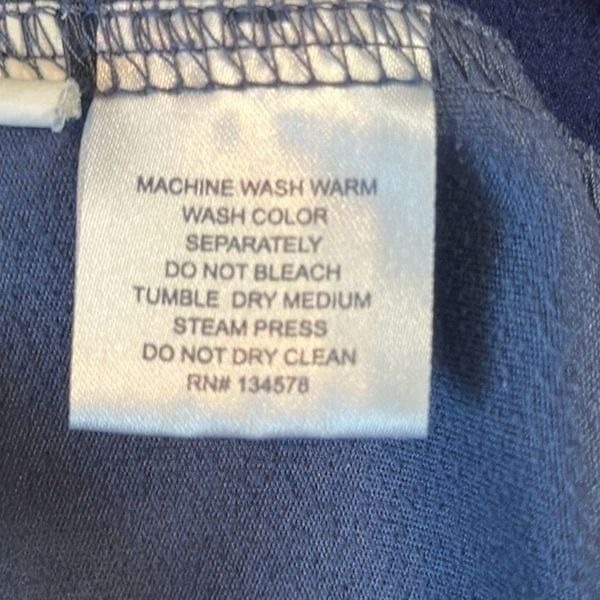 MACHINE WASH WARM
WASH COLOR
SEPARATELY
DO NOT BLEACH
TUMBLE DRY MEDIUM
STEAM PRESS
DO NOT DRY CLEAN
RN# 134578